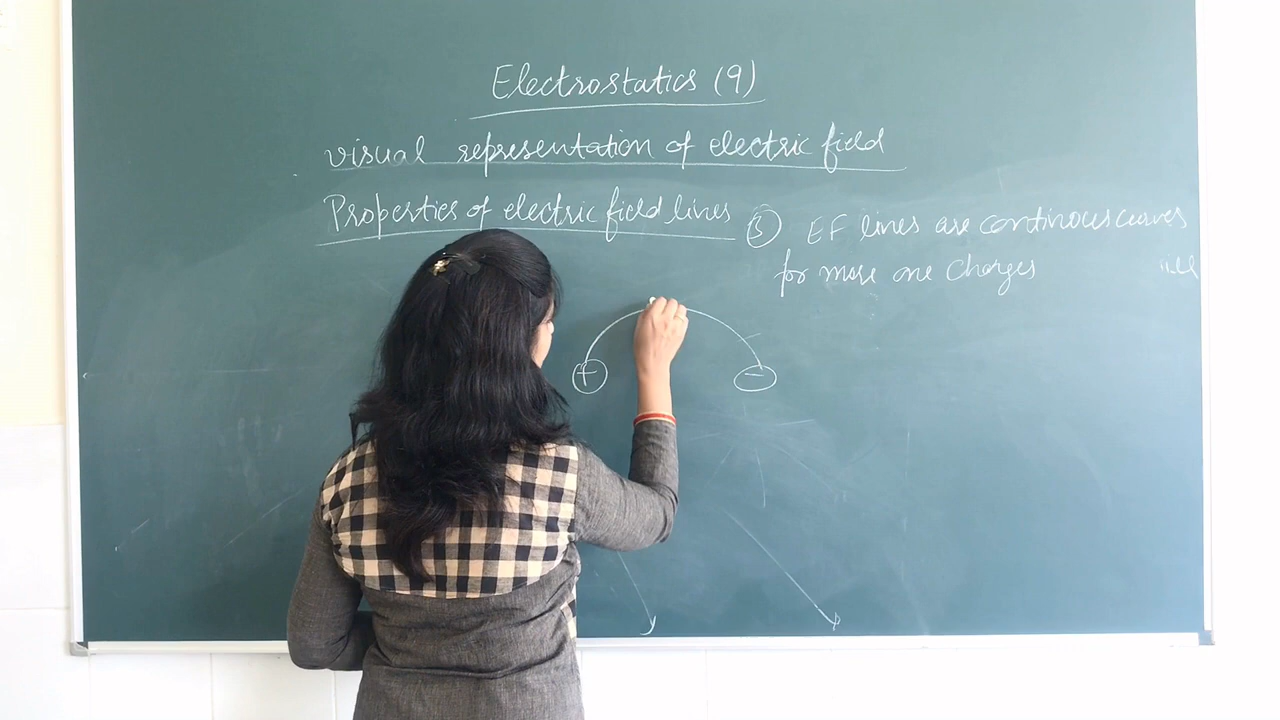 Electrostatics (9)
visual representation of electric field
Properties of electric field lines
(5) EF lines are continous curves
for more one charges
+ −